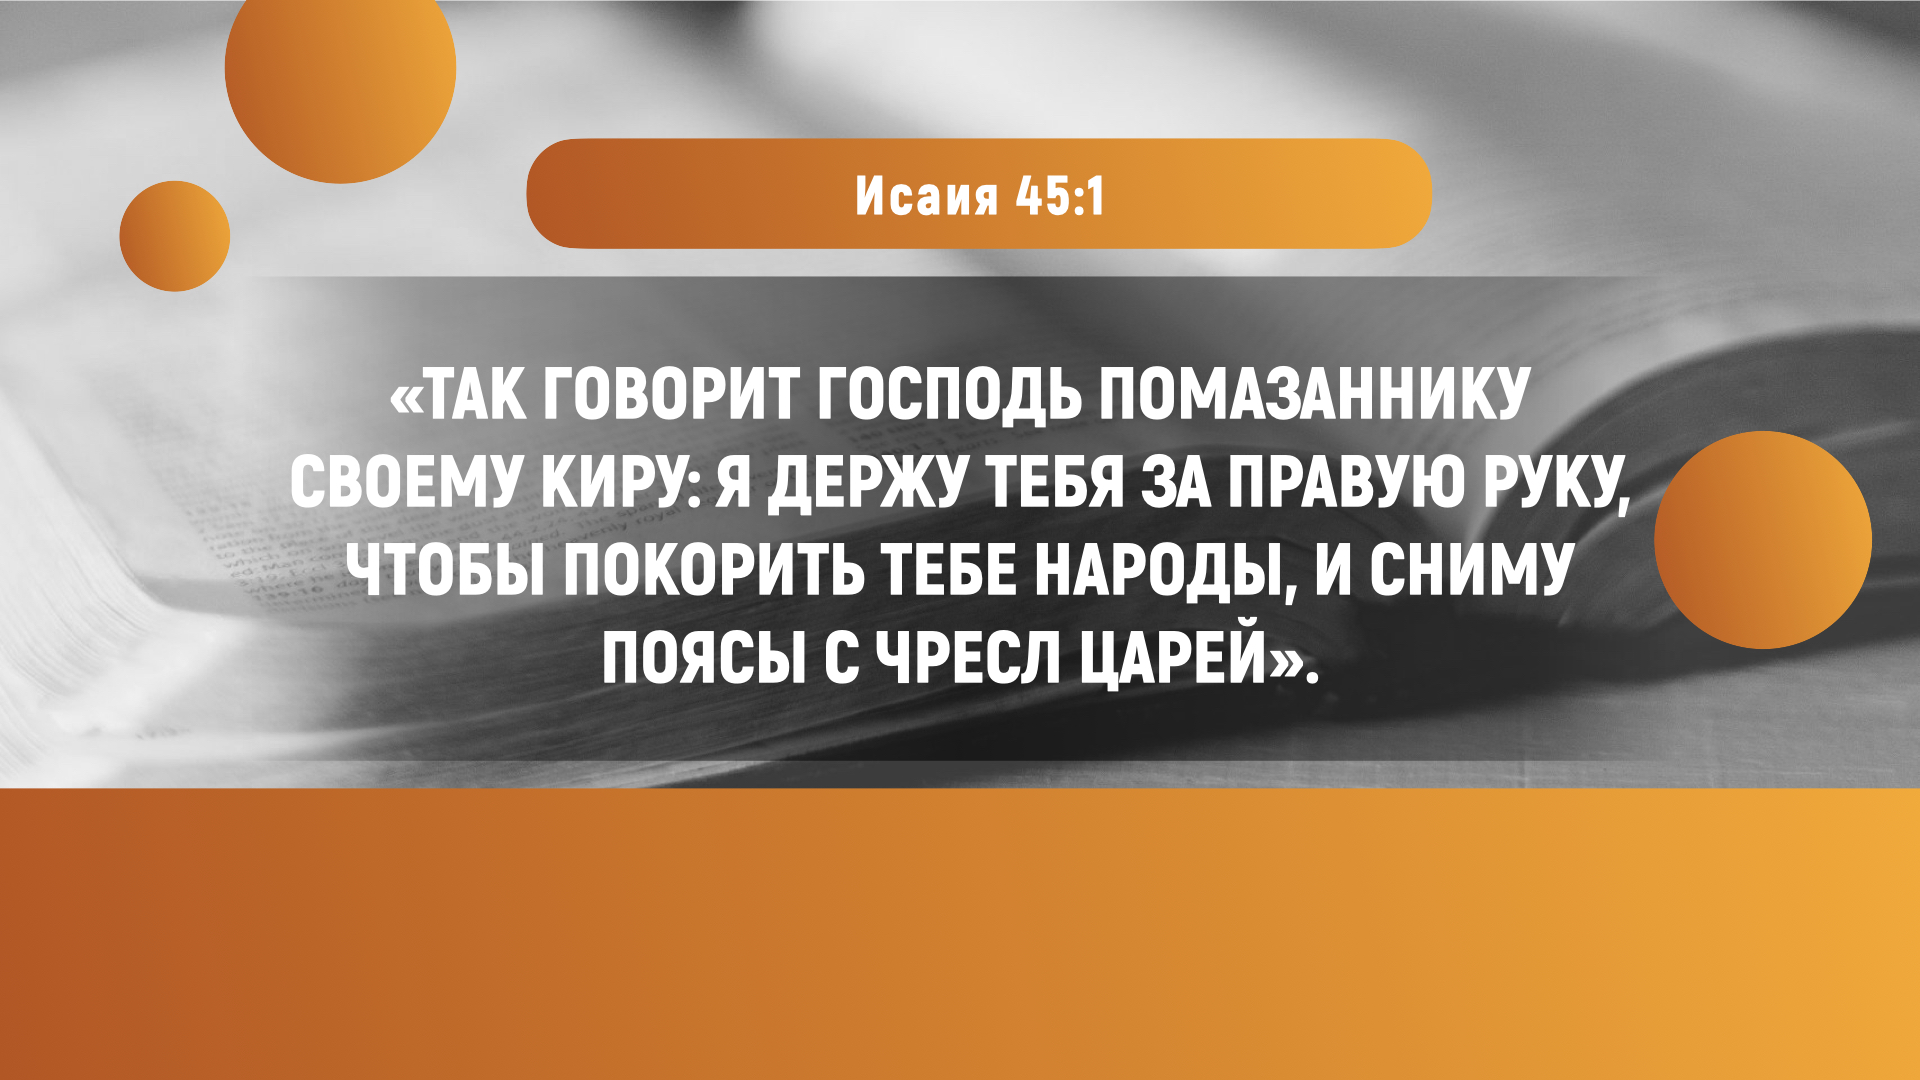 Исаия 45:1
«ТАК ГОВОРИТ ГОСПОДЬ ПОМАЗАННИКУ
СВОЕМУ КИРУ: Я ДЕРЖУ ТЕБЯ ЗА ПРАВУЮ РУКУ,
ЧТОБЫ ПОКОРИТЬ ТЕБЕ НАРОДЫ, И СНИМУ
ПОЯСЫ С ЧРЕСЛ ЦАРЕЙ».